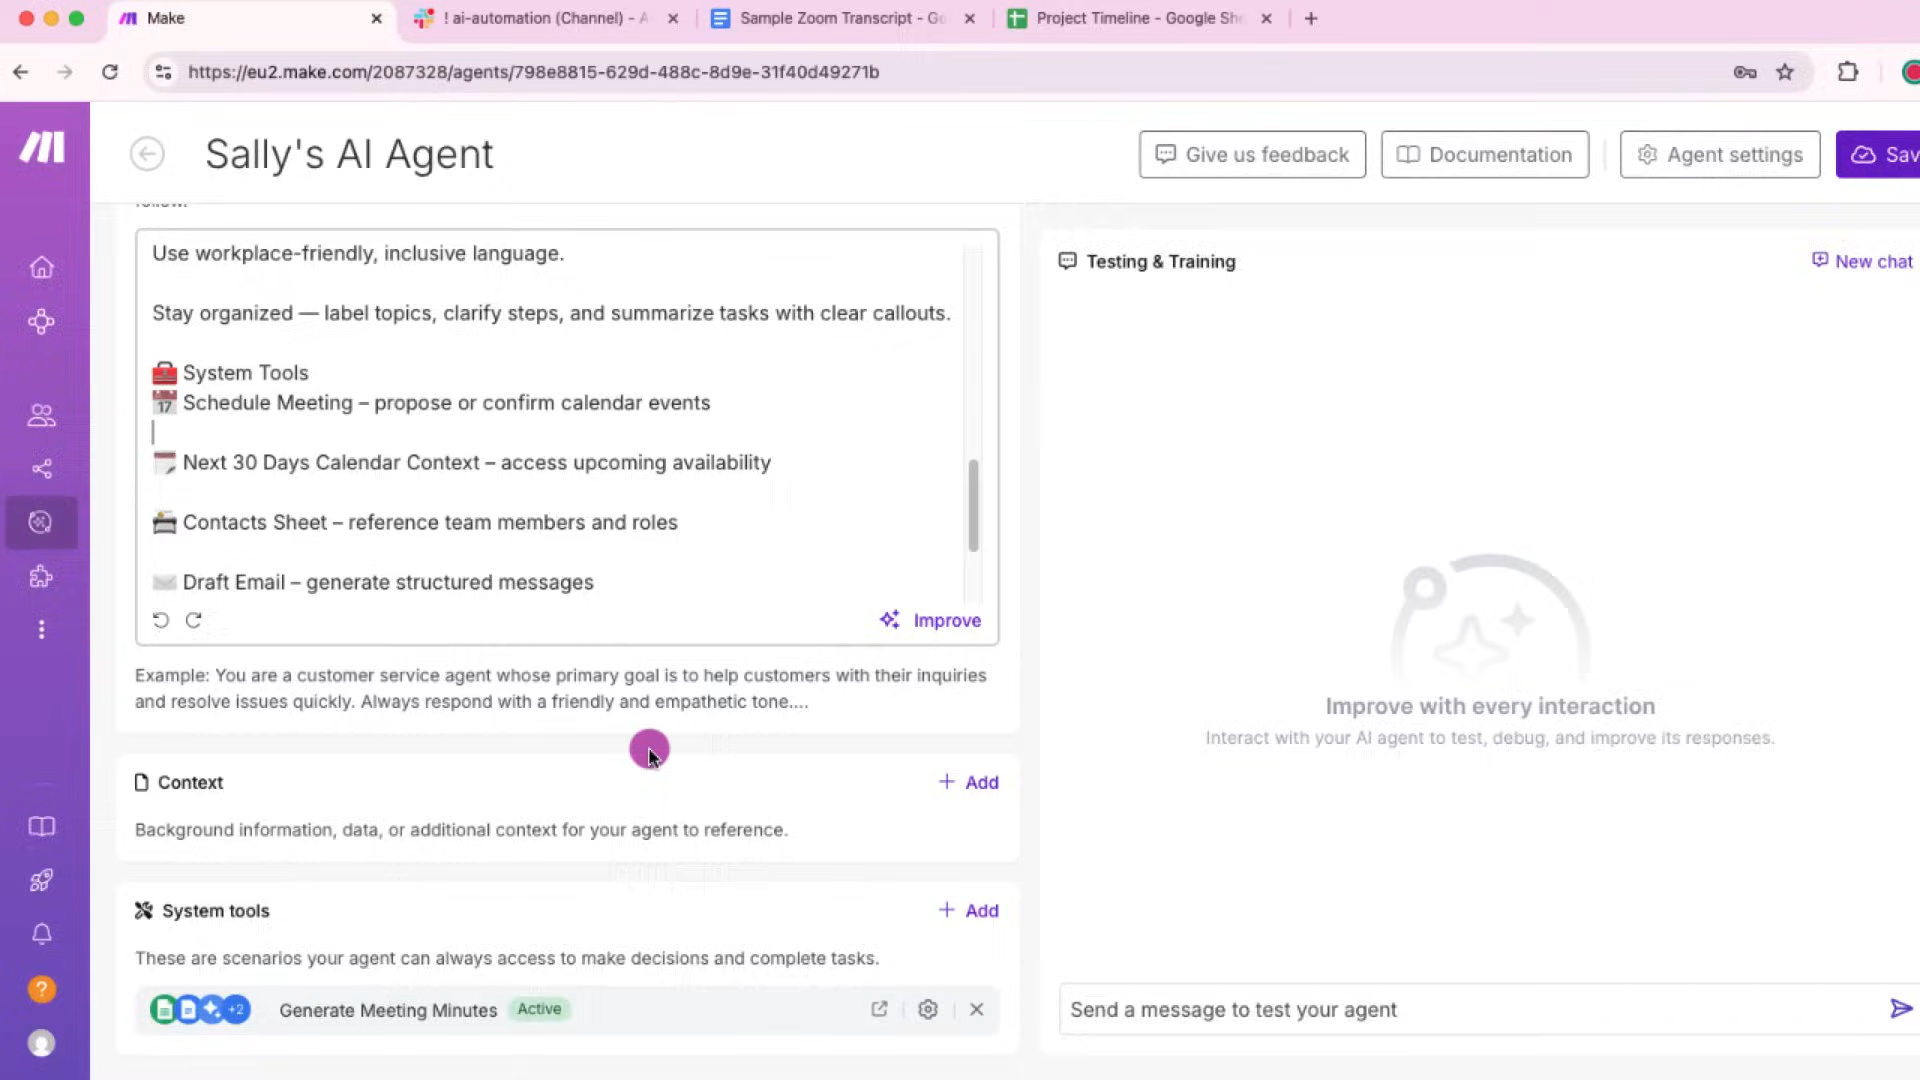 Make
! ai-automation (Channel) - A
Sample Zoom Transcript - Go
Project Timeline - Google She
https://eu2.make.com/2087328/agents/798e8815-629d-488c-8d9e-31f40d49271b
Sally's AI Agent
Give us feedback
Documentation
Agent settings
Sav
follow.
Use workplace-friendly, inclusive language.
Stay organized — label topics, clarify steps, and summarize tasks with clear callouts.
🧰 System Tools
📅 Schedule Meeting – propose or confirm calendar events
🗓️ Next 30 Days Calendar Context – access upcoming availability
📇 Contacts Sheet – reference team members and roles
✉️ Draft Email – generate structured messages
Improve
Example: You are a customer service agent whose primary goal is to help customers with their inquiries
and resolve issues quickly. Always respond with a friendly and empathetic tone....
Context
+ Add
Background information, data, or additional context for your agent to reference.
System tools
+ Add
These are scenarios your agent can always access to make decisions and complete tasks.
+2
Generate Meeting Minutes
Active
Testing & Training
New chat
Improve with every interaction
Interact with your AI agent to test, debug, and improve its responses.
Send a message to test your agent